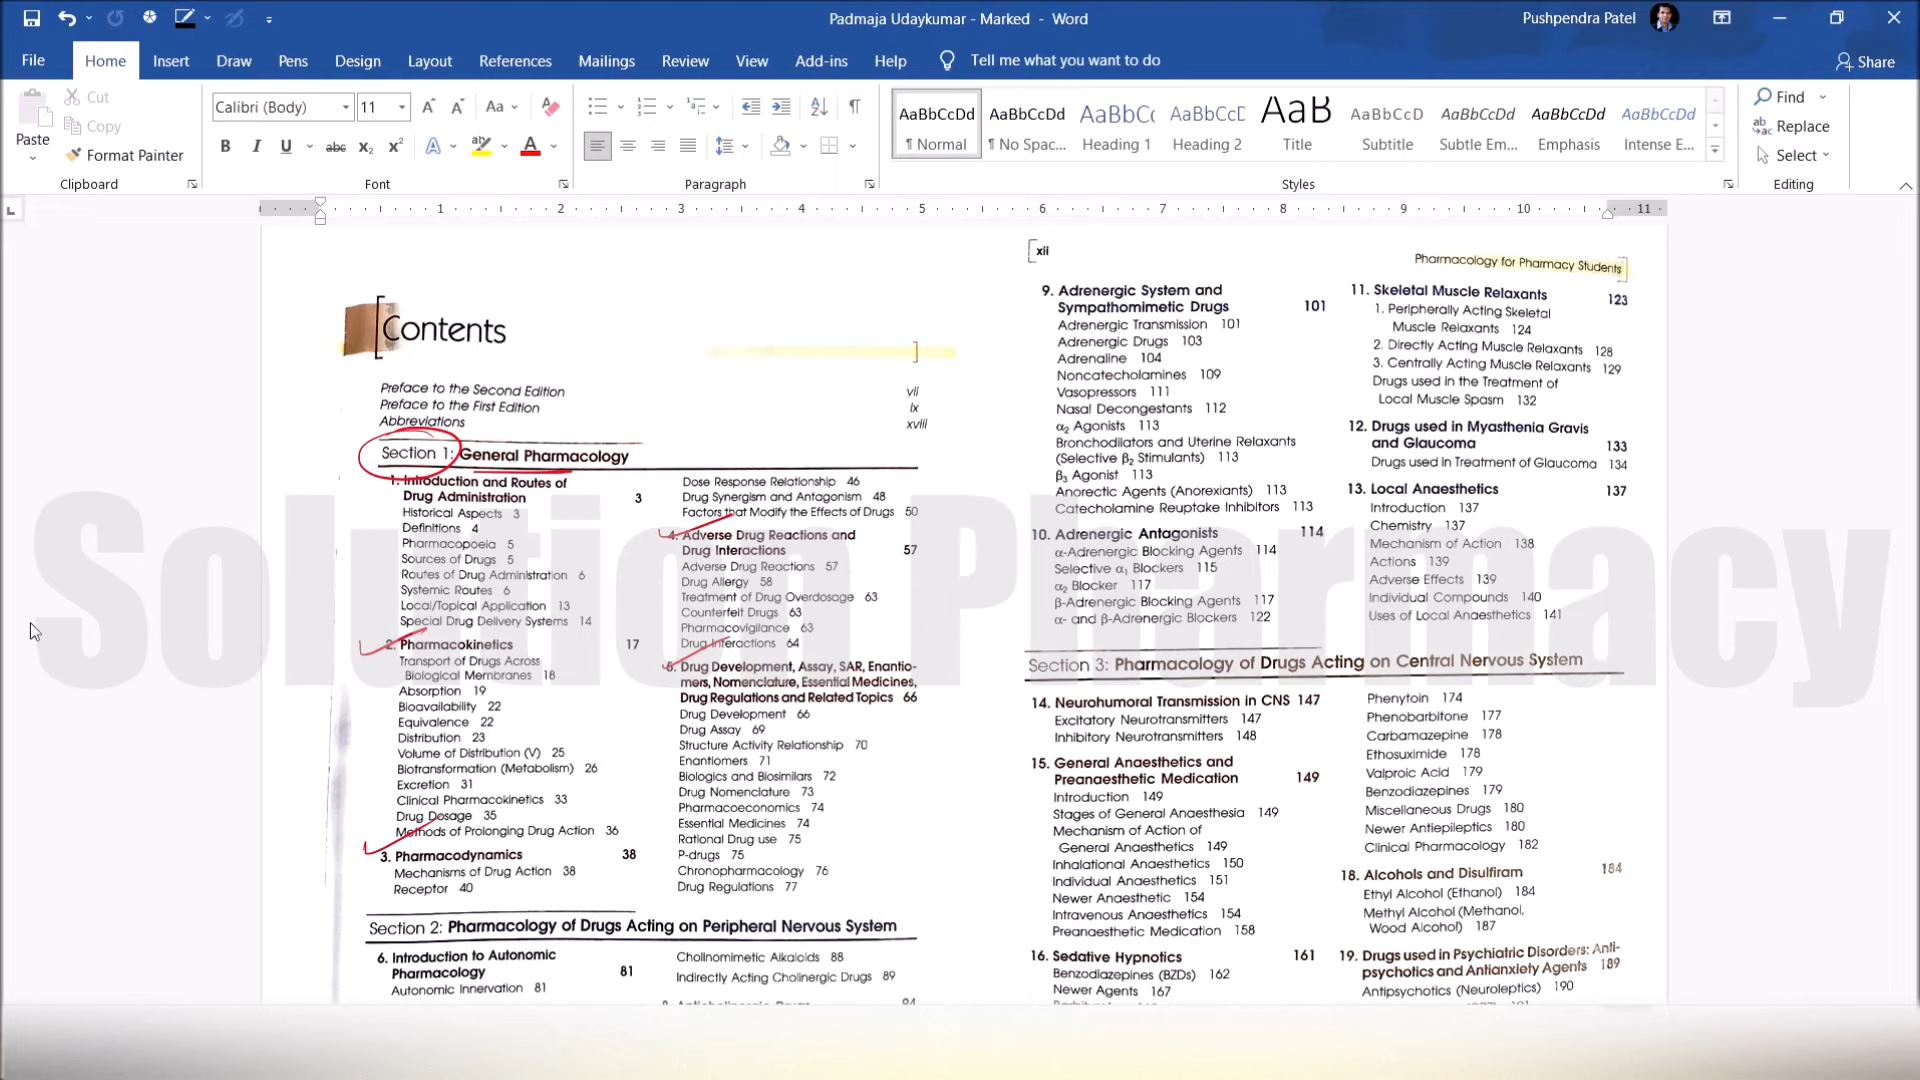 Padmaja Udaykumar - Marked - Word
Pushpendra Patel
File Home Insert Draw Pens Design Layout References Mailings Review View Add-ins Help Tell me what you want to do
Share
Paste
Cut
Copy
Format Painter
Clipboard
Calibri (Body) 11
Font
Paragraph
AaBbCcDd AaBbCcDd AaBbCc AaBbCcC AaB AaBbCcD AaBbCcDd AaBbCcDd AaBbCcDd
¶ Normal ¶ No Spac... Heading 1 Heading 2 Title Subtitle Subtle Em... Emphasis Intense E...
Styles
Find
Replace
Select
Editing
1 2 3 4 5 6 7 8 9 10 11
Contents
Preface to the Second Edition vii
Preface to the First Edition ix
Abbreviations xviii
Section 1: General Pharmacology
1. Introduction and Routes of
Drug Administration 3
Historical Aspects 3
Definitions 4
Pharmacopoeia 5
Sources of Drugs 5
Routes of Drug Administration 6
Systemic Routes 6
Local/Topical Application 13
Special Drug Delivery Systems 14
2. Pharmacokinetics 17
Transport of Drugs Across
Biological Membranes 18
Absorption 19
Bioavailability 22
Equivalence 22
Distribution 23
Volume of Distribution (V) 25
Biotransformation (Metabolism) 26
Excretion 31
Clinical Pharmacokinetics 33
Drug Dosage 35
Methods of Prolonging Drug Action 36
3. Pharmacodynamics 38
Mechanisms of Drug Action 38
Receptor 40
Dose Response Relationship 46
Drug Synergism and Antagonism 48
Factors that Modify the Effects of Drugs 50
4. Adverse Drug Reactions and
Drug Interactions 57
Adverse Drug Reactions 57
Drug Allergy 58
Treatment of Drug Overdosage 63
Counterfeit Drugs 63
Pharmacovigilance 63
Drug Interactions 64
5. Drug Development, Assay, SAR, Enantio-
mers, Nomenclature, Essential Medicines,
Drug Regulations and Related Topics 66
Drug Development 66
Drug Assay 69
Structure Activity Relationship 70
Enantiomers 71
Biologics and Biosimilars 72
Drug Nomenclature 73
Pharmacoeconomics 74
Essential Medicines 74
Rational Drug use 75
P-drugs 75
Chronopharmacology 76
Drug Regulations 77
Section 2: Pharmacology of Drugs Acting on Peripheral Nervous System
6. Introduction to Autonomic
Pharmacology 81
Autonomic Innervation 81
Cholinomimetic Alkaloids 88
Indirectly Acting Cholinergic Drugs 89
xii
Pharmacology for Pharmacy Students
9. Adrenergic System and
Sympathomimetic Drugs 101
Adrenergic Transmission 101
Adrenergic Drugs 103
Adrenaline 104
Noncatecholamines 109
Vasopressors 111
Nasal Decongestants 112
α2 Agonists 113
Bronchodilators and Uterine Relaxants
(Selective β2 Stimulants) 113
β3 Agonist 113
Anorectic Agents (Anorexiants) 113
Catecholamine Reuptake Inhibitors 113
10. Adrenergic Antagonists 114
α-Adrenergic Blocking Agents 114
Selective α1 Blockers 115
α2 Blocker 117
β-Adrenergic Blocking Agents 117
α- and β-Adrenergic Blockers 122
11. Skeletal Muscle Relaxants 123
1. Peripherally Acting Skeletal
Muscle Relaxants 124
2. Directly Acting Muscle Relaxants 128
3. Centrally Acting Muscle Relaxants 129
Drugs used in the Treatment of
Local Muscle Spasm 132
12. Drugs used in Myasthenia Gravis
and Glaucoma 133
Drugs used in Treatment of Glaucoma 134
13. Local Anaesthetics 137
Introduction 137
Chemistry 137
Mechanism of Action 138
Actions 139
Adverse Effects 139
Individual Compounds 140
Uses of Local Anaesthetics 141
Section 3: Pharmacology of Drugs Acting on Central Nervous System
14. Neurohumoral Transmission in CNS 147
Excitatory Neurotransmitters 147
Inhibitory Neurotransmitters 148
15. General Anaesthetics and
Preanaesthetic Medication 149
Introduction 149
Stages of General Anaesthesia 149
Mechanism of Action of
General Anaesthetics 149
Inhalational Anaesthetics 150
Individual Anaesthetics 151
Newer Anaesthetic 154
Intravenous Anaesthetics 154
Preanaesthetic Medication 158
16. Sedative Hypnotics 161
Benzodiazepines (BZDs) 162
Newer Agents 167
Phenytoin 174
Phenobarbitone 177
Carbamazepine 178
Ethosuximide 178
Valproic Acid 179
Benzodiazepines 179
Miscellaneous Drugs 180
Newer Antiepileptics 180
Clinical Pharmacology 182
18. Alcohols and Disulfiram 184
Ethyl Alcohol (Ethanol) 184
Methyl Alcohol (Methanol,
Wood Alcohol) 187
19. Drugs used in Psychiatric Disorders: Anti-
psychotics and Antianxiety Agents 189
Antipsychotics (Neuroleptics) 190
Solution Pharmacy